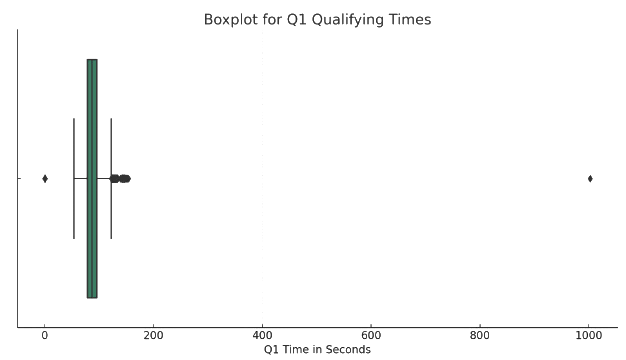 Boxplot for Q1 Qualifying Times
0 200 400 600 800 1000
Q1 Time in Seconds